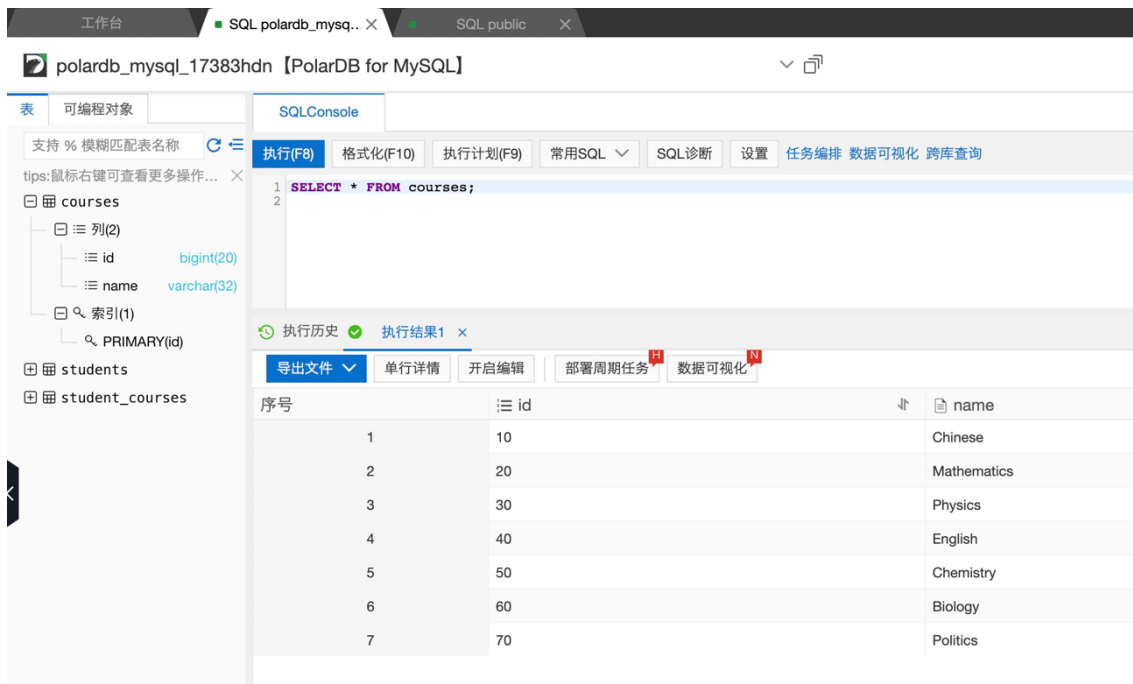 工作台 SQL polardb_mysq... SQL public
polardb_mysql_17383hdn【PolarDB for MySQL】
表 可编程对象 SQLConsole
支持 % 模糊匹配表名称 执行(F8) 格式化(F10) 执行计划(F9) 常用SQL SQL诊断 设置 任务编排 数据可视化 跨库查询
tips:鼠标右键可查看更多操作...
1 SELECT * FROM courses;
2
courses
列(2)
id bigint(20)
name varchar(32)
索引(1)
PRIMARY(id)
students
student_courses
执行历史 执行结果1
导出文件 单行详情 开启编辑 部署周期任务 H 数据可视化 N
序号 id name
1 10 Chinese
2 20 Mathematics
3 30 Physics
4 40 English
5 50 Chemistry
6 60 Biology
7 70 Politics